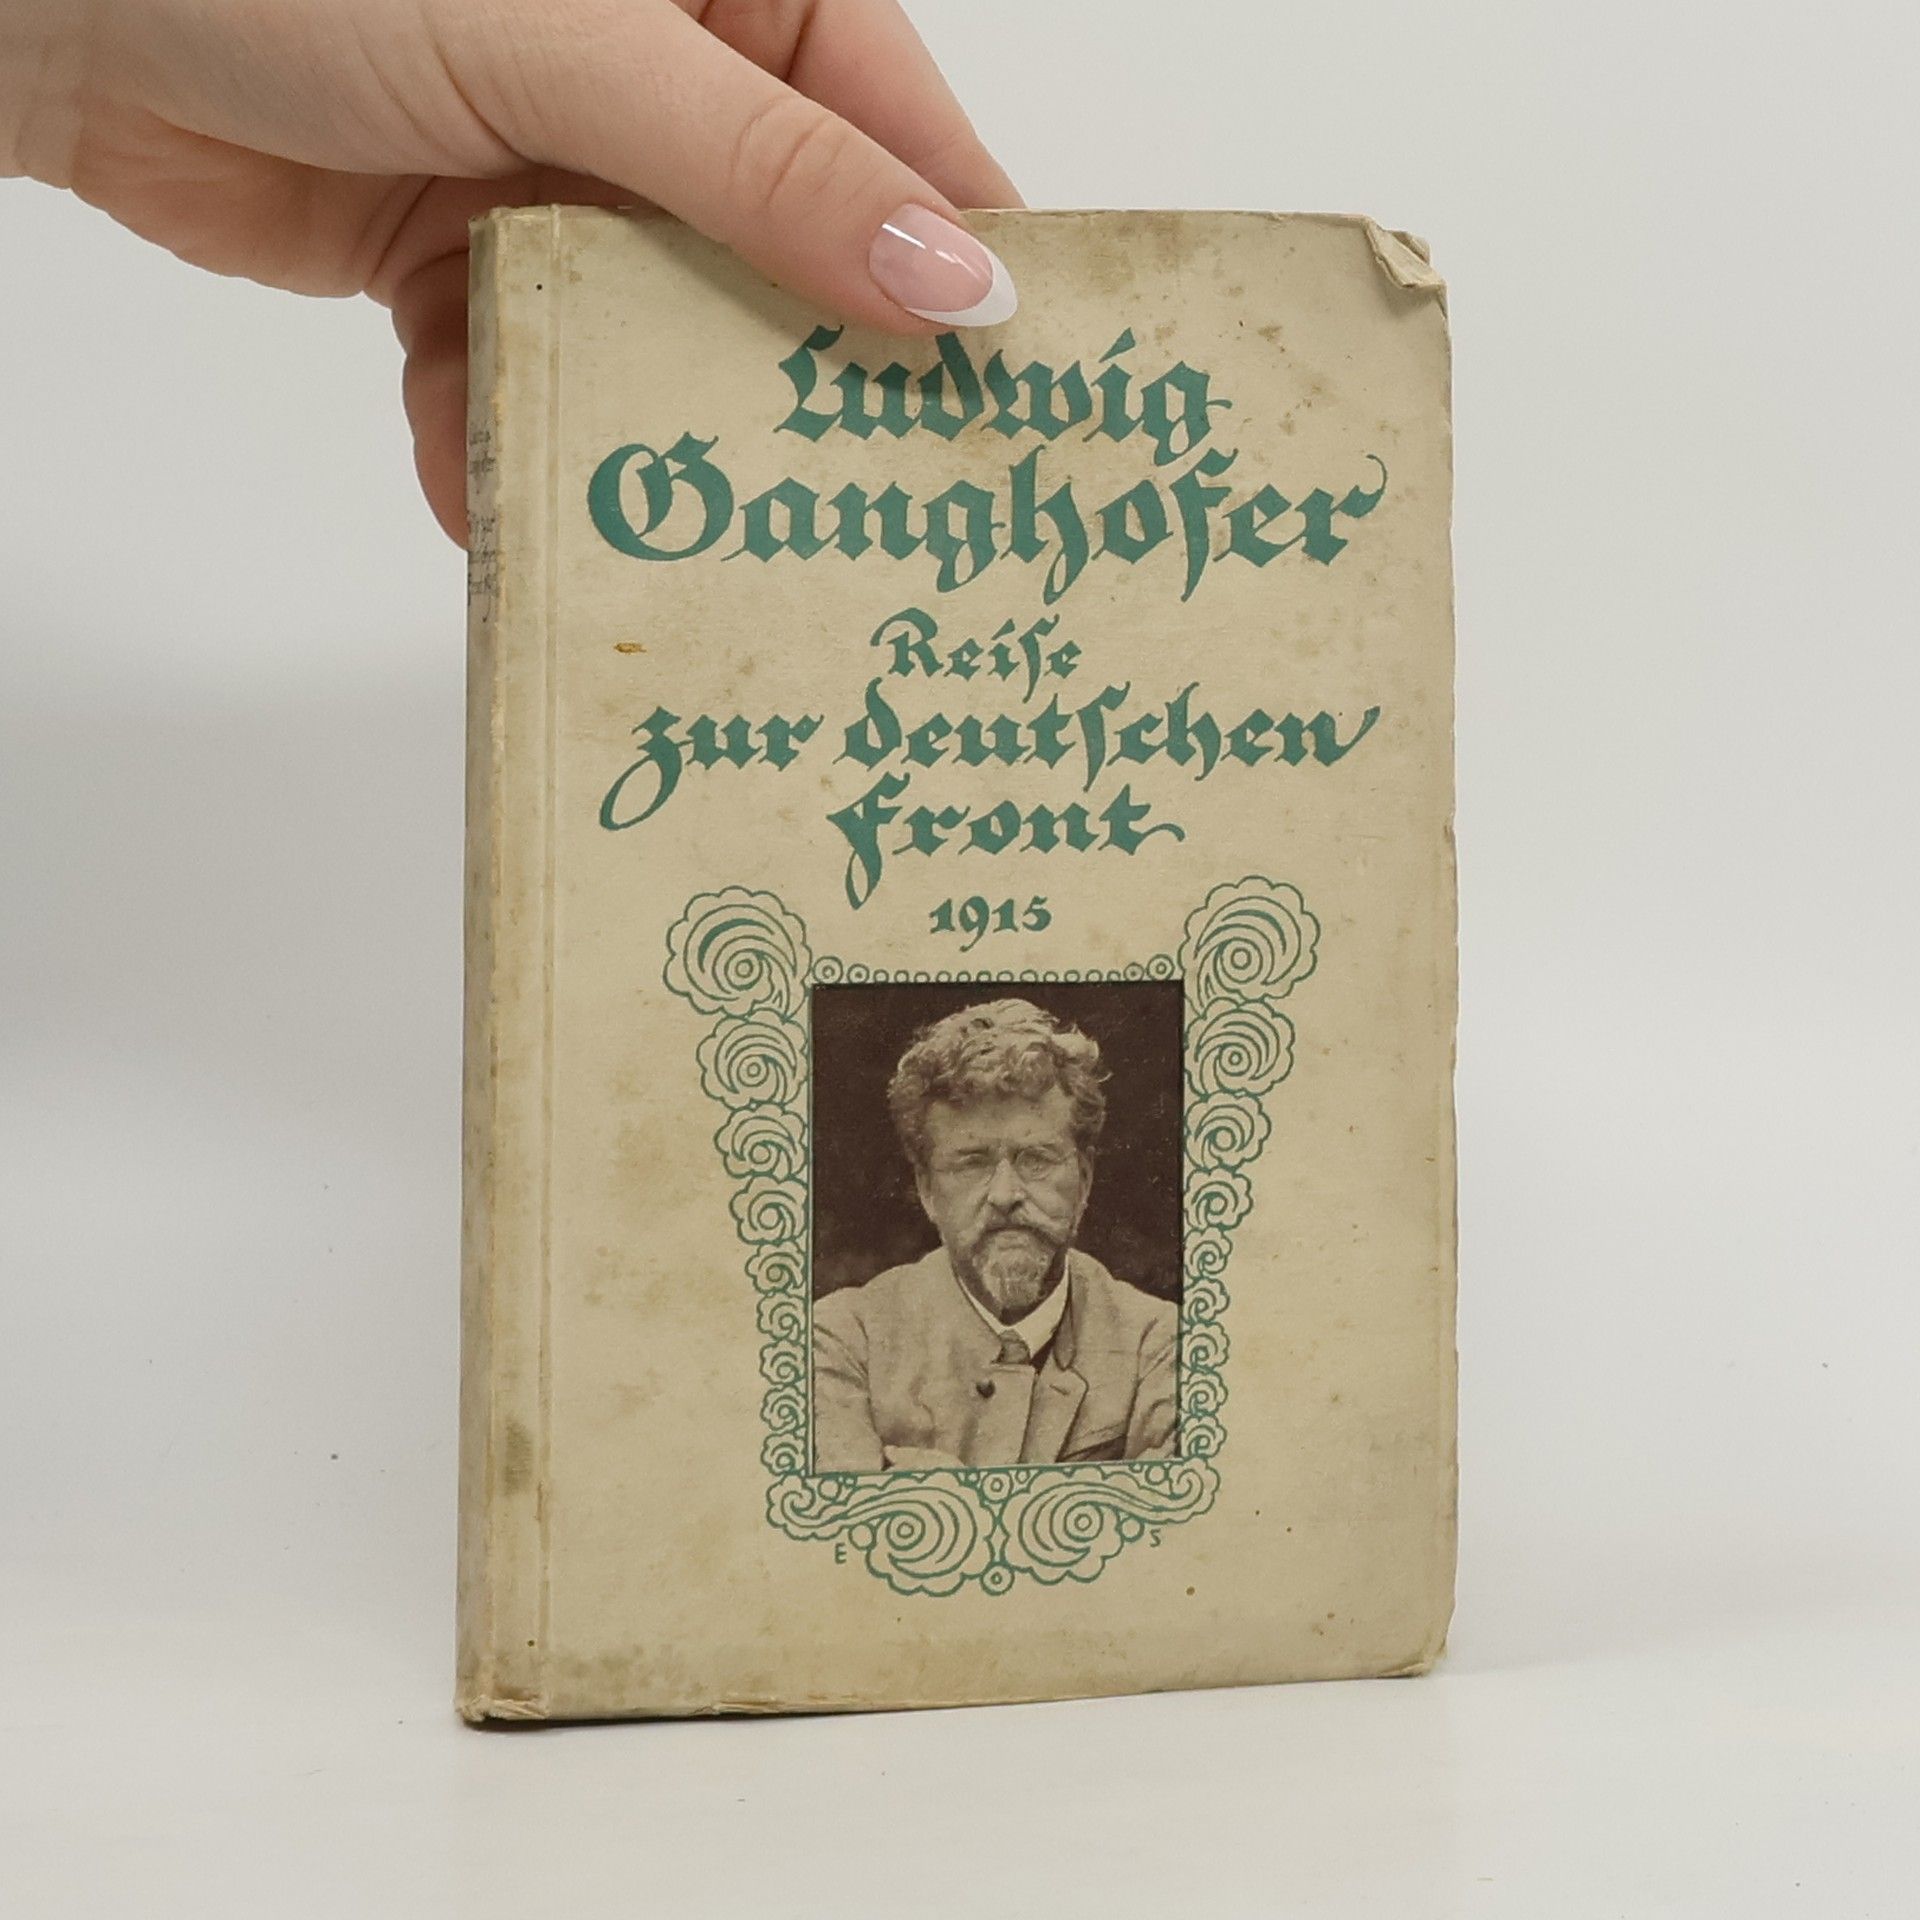 Ludwig
Ganghofer
Reiſe
zur deutſchen
Front
1915
E S